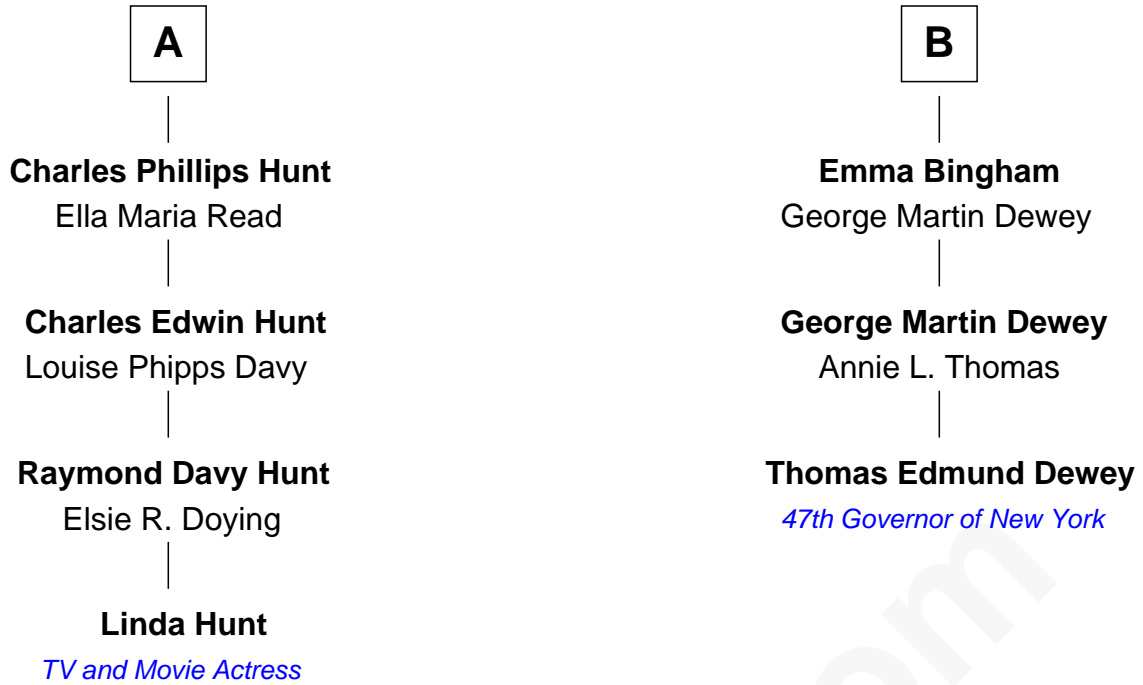 A
Charles Phillips Hunt
Ella Maria Read
Charles Edwin Hunt
Louise Phipps Davy
Raymond Davy Hunt
Elsie R. Doying
Linda Hunt
TV and Movie Actress
B
Emma Bingham
George Martin Dewey
George Martin Dewey
Annie L. Thomas
Thomas Edmund Dewey
47th Governor of New York